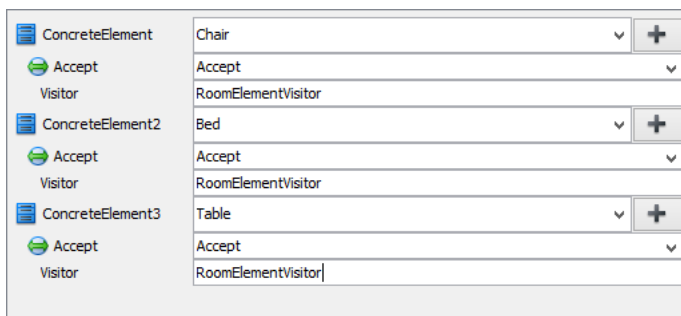 ConcreteElement Chair
Accept Accept
Visitor RoomElementVisitor
ConcreteElement2 Bed
Accept Accept
Visitor RoomElementVisitor
ConcreteElement3 Table
Accept Accept
Visitor RoomElementVisitor